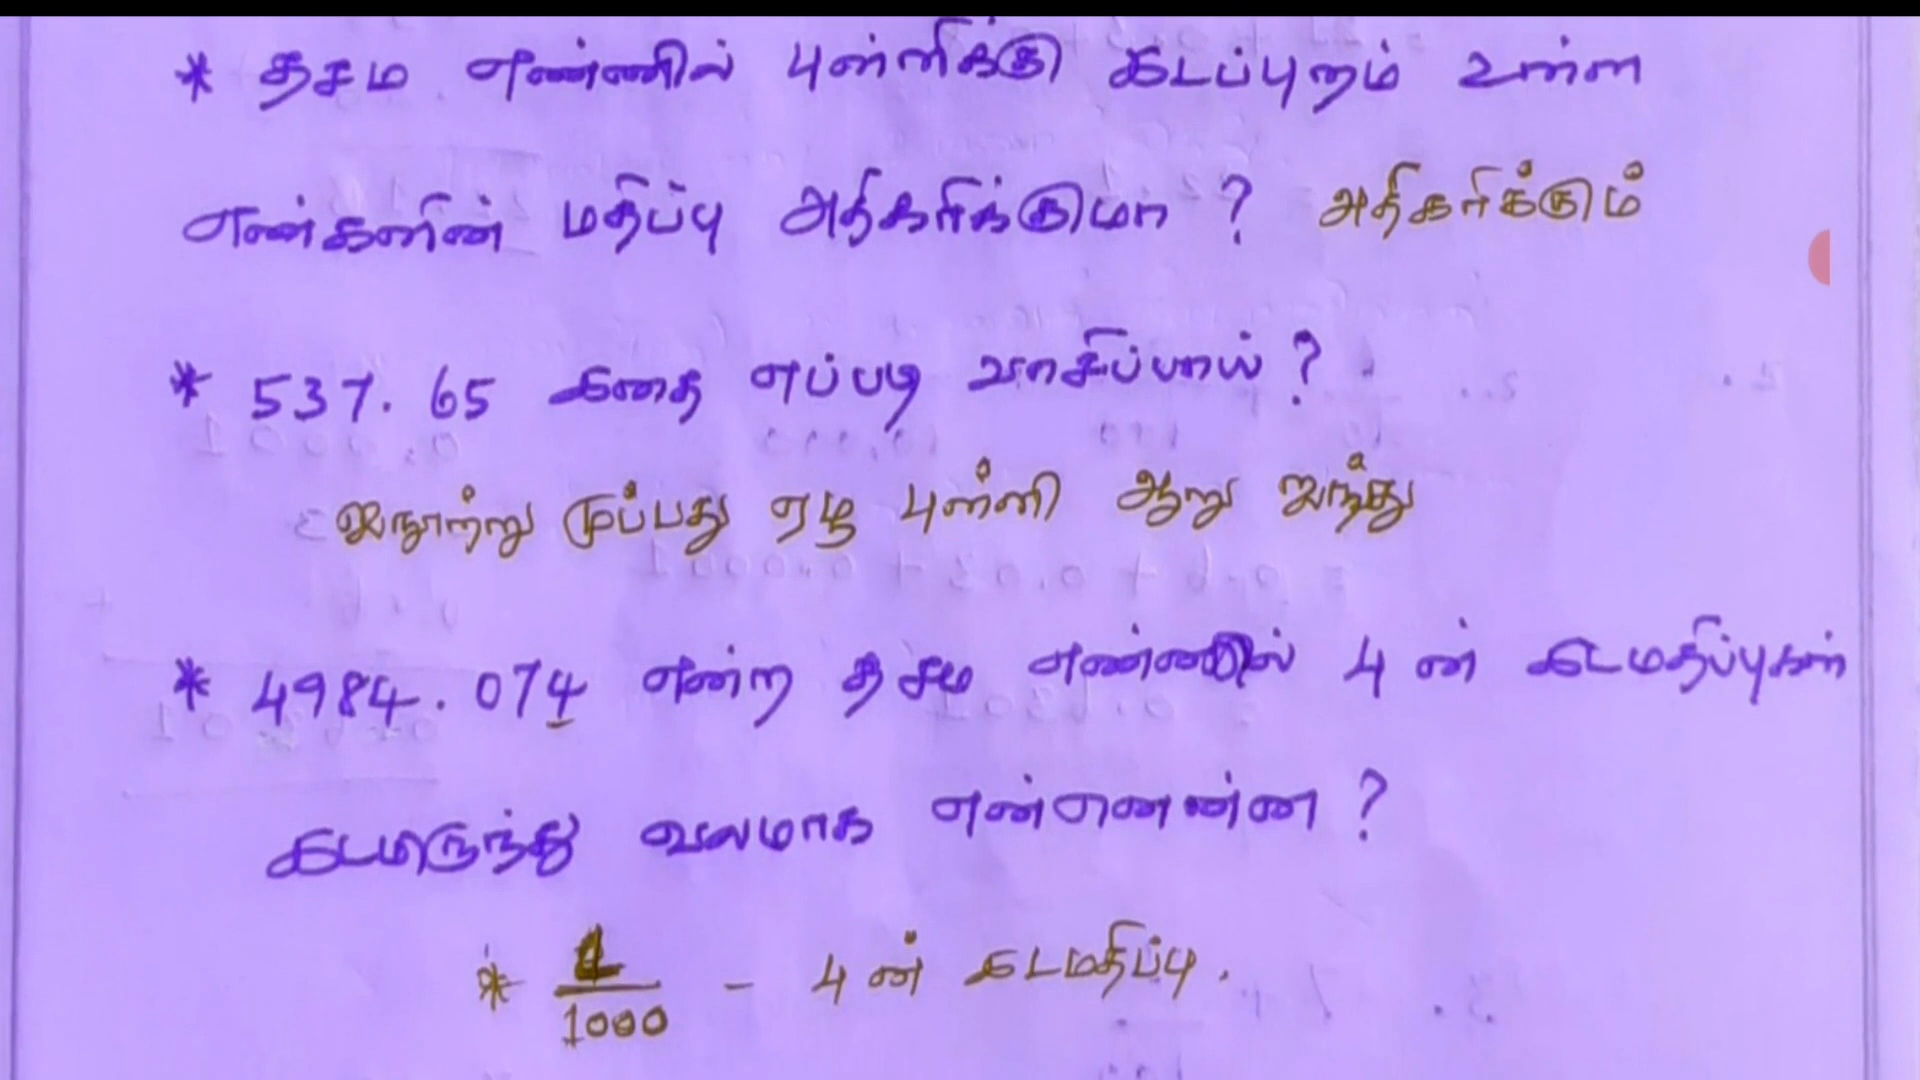 * தசம எண்ணில் புள்ளிக்கு இடப்புறம் உள்ள
எண்களின் மதிப்பு அதிகரிக்குமா ? அதிகரிக்கும்
* 537.65 இதை எப்படி வாசிப்பாய் ?
ஐநூற்று முப்பது ஏழு புள்ளி ஆறு ஐந்து
* 4984.074 என்ற தசம எண்ணில் 4 ன் இடமதிப்புகள்
இடமிருந்து வலமாக என்னென்ன ?
* 4/1000 - 4 ன் இடமதிப்பு.